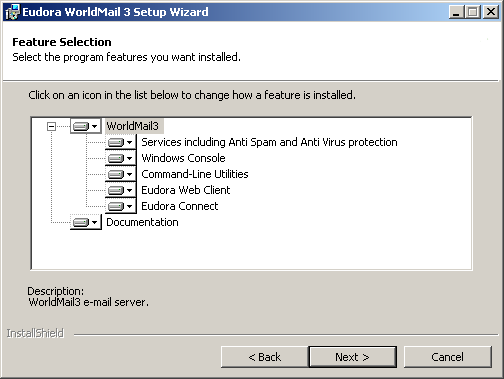 Eudora WorldMail 3 Setup Wizard
Feature Selection
Select the program features you want installed.
Click on an icon in the list below to change how a feature is installed.
WorldMail3
Services including Anti Spam and Anti Virus protection
Windows Console
Command-Line Utilities
Eudora Web Client
Eudora Connect
Documentation
Description:
WorldMail3 e-mail server.
InstallShield
< Back Next > Cancel